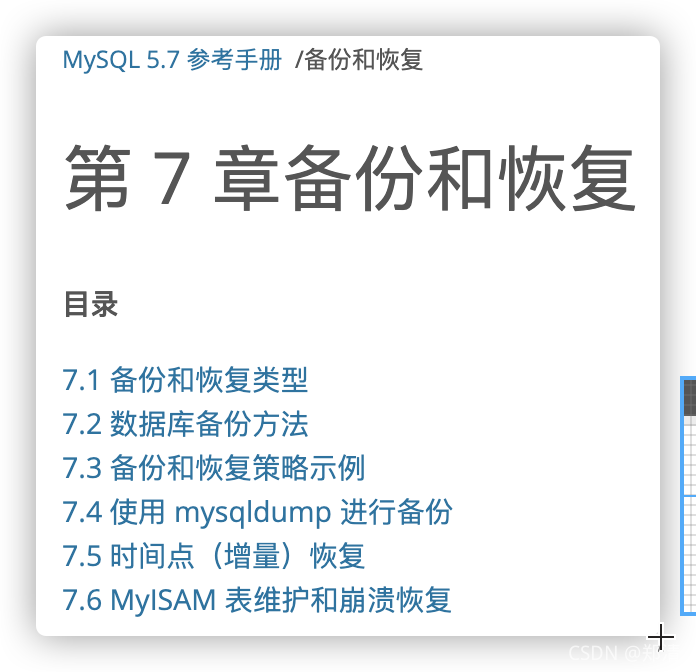 MySQL 5.7 参考手册 /备份和恢复
第 7 章备份和恢复
目录
7.1 备份和恢复类型
7.2 数据库备份方法
7.3 备份和恢复策略示例
7.4 使用 mysqldump 进行备份
7.5 时间点（增量）恢复
7.6 MyISAM 表维护和崩溃恢复
CSDN